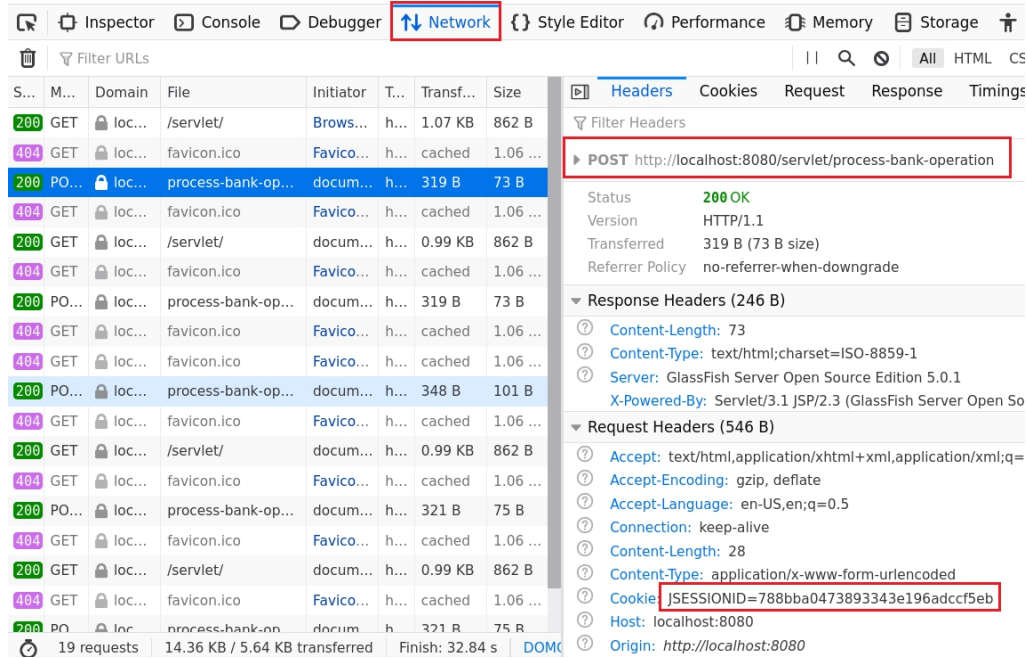 Inspector Console Debugger Network Style Editor Performance Memory Storage
Filter URLs All HTML CS
S... M... Domain File Initiator T... Transf... Size
200 GET loc... /servlet/ Brows... h... 1.07 KB 862 B
404 GET loc... favicon.ico Favico... h... cached 1.06 ...
200 PO... loc... process-bank-op... docum... h... 319 B 73 B
404 GET loc... favicon.ico Favico... h... cached 1.06 ...
200 GET loc... /servlet/ docum... h... 0.99 KB 862 B
404 GET loc... favicon.ico Favico... h... cached 1.06 ...
200 PO... loc... process-bank-op... docum... h... 319 B 73 B
404 GET loc... favicon.ico Favico... h... cached 1.06 ...
404 GET loc... favicon.ico Favico... h... cached 1.06 ...
200 PO... loc... process-bank-op... docum... h... 348 B 101 B
404 GET loc... favicon.ico Favico... h... cached 1.06 ...
200 GET loc... /servlet/ docum... h... 0.99 KB 862 B
404 GET loc... favicon.ico Favico... h... cached 1.06 ...
200 PO... loc... process-bank-op... docum... h... 321 B 75 B
404 GET loc... favicon.ico Favico... h... cached 1.06 ...
200 GET loc... /servlet/ docum... h... 0.99 KB 862 B
404 GET loc... favicon.ico Favico... h... cached 1.06 ...
200 PO... loc... process-bank-op... docum... h... 321 B 75 B
19 requests 14.36 KB / 5.64 KB transferred Finish: 32.84 s DOMC
Headers Cookies Request Response Timings
Filter Headers
POST http://localhost:8080/servlet/process-bank-operation
Status 200 OK
Version HTTP/1.1
Transferred 319 B (73 B size)
Referrer Policy no-referrer-when-downgrade
Response Headers (246 B)
Content-Length: 73
Content-Type: text/html;charset=ISO-8859-1
Server: GlassFish Server Open Source Edition 5.0.1
X-Powered-By: Servlet/3.1 JSP/2.3 (GlassFish Server Open So
Request Headers (546 B)
Accept: text/html,application/xhtml+xml,application/xml;q=
Accept-Encoding: gzip, deflate
Accept-Language: en-US,en;q=0.5
Connection: keep-alive
Content-Length: 28
Content-Type: application/x-www-form-urlencoded
Cookie: JSESSIONID=788bba0473893343e196adccf5eb
Host: localhost:8080
Origin: http://localhost:8080